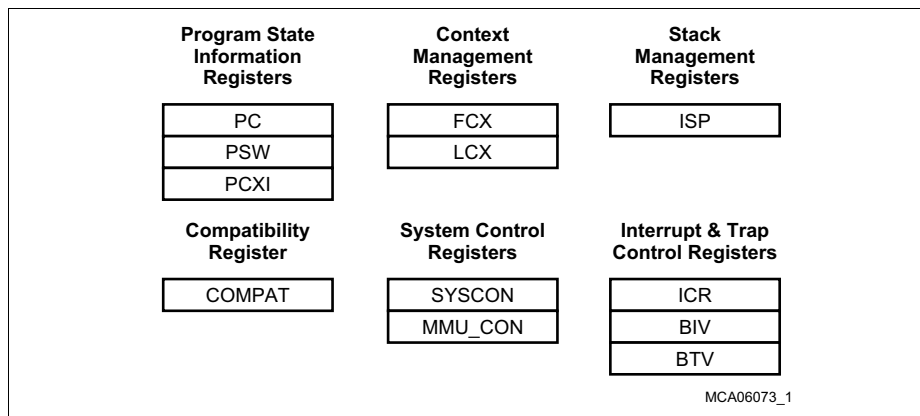 Program State
Information
Registers
PC
PSW
PCXI
Context
Management
Registers
FCX
LCX
Stack
Management
Registers
ISP
Compatibility
Register
COMPAT
System Control
Registers
SYSCON
MMU_CON
Interrupt & Trap
Control Registers
ICR
BIV
BTV
MCA06073_1